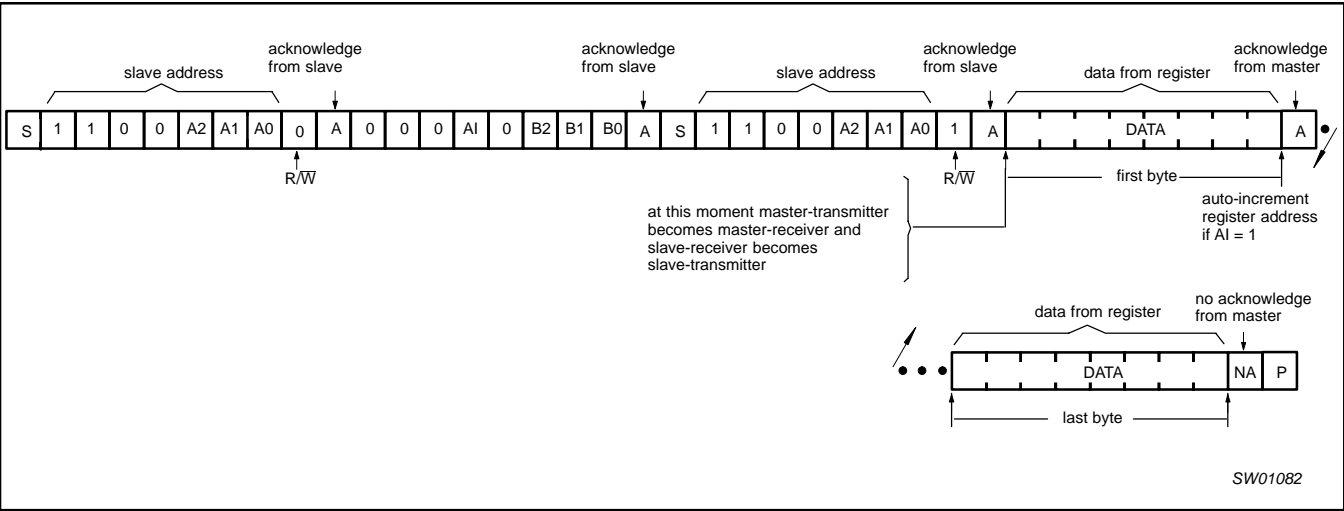 acknowledge
from slave
acknowledge
from slave
acknowledge
from slave
acknowledge
from master
slave address
slave address
data from register
S 1 1 0 0 A2 A1 A0 0 A 0 0 0 AI 0 B2 B1 B0 A S 1 1 0 0 A2 A1 A0 1 A DATA A
R/W̅
R/W̅
first byte
at this moment master-transmitter
becomes master-receiver and
slave-receiver becomes
slave-transmitter
auto-increment
register address
if AI = 1
data from register
no acknowledge
from master
DATA NA P
last byte
SW01082